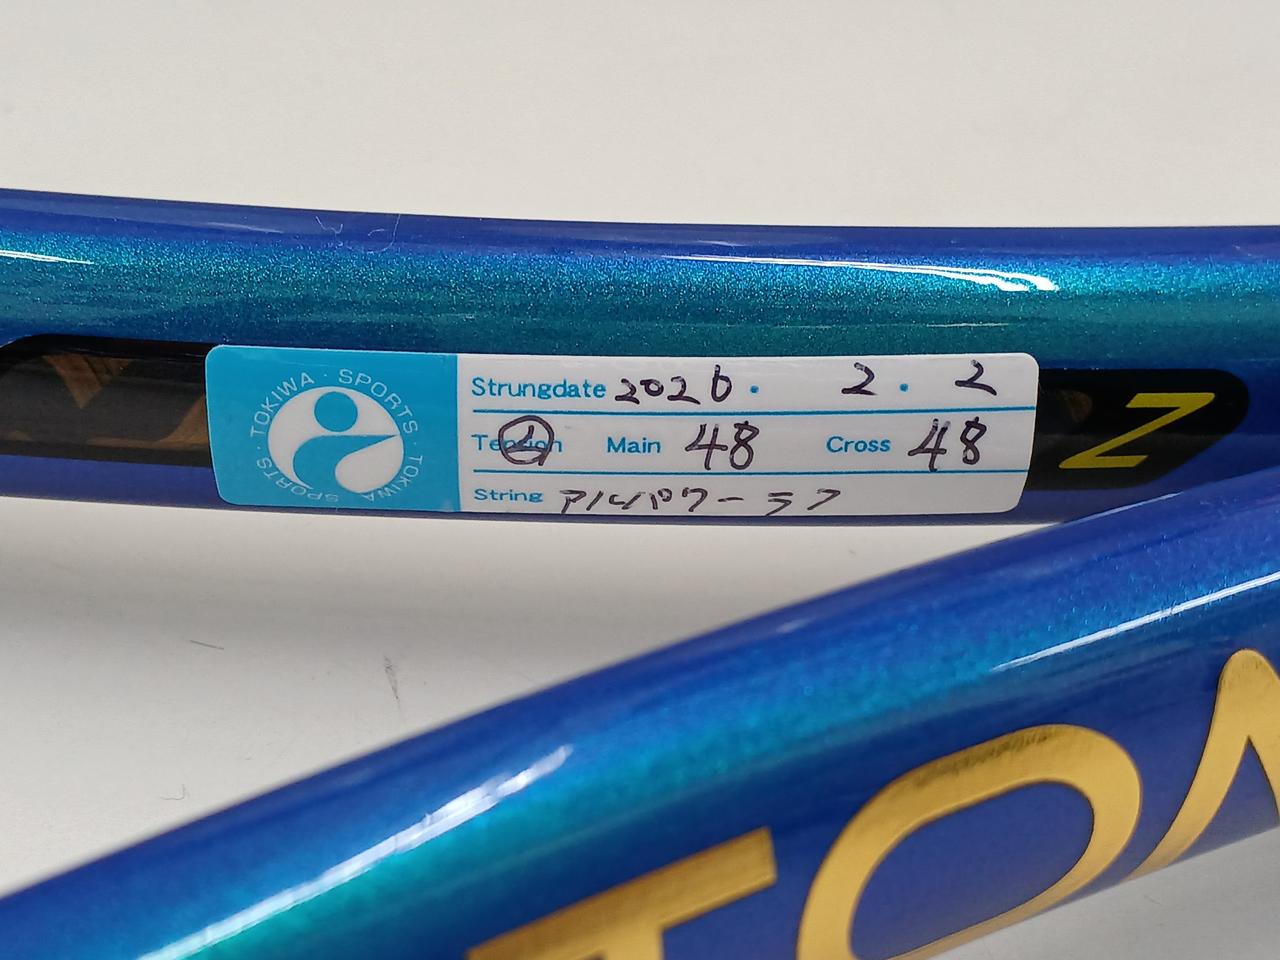 TOKIWA · SPORTS · TOKIWA SPORTS ·
Strungdate 2026 · 2 · 2
Tension Main 48 Cross 48
String アルパワーラフ
Z